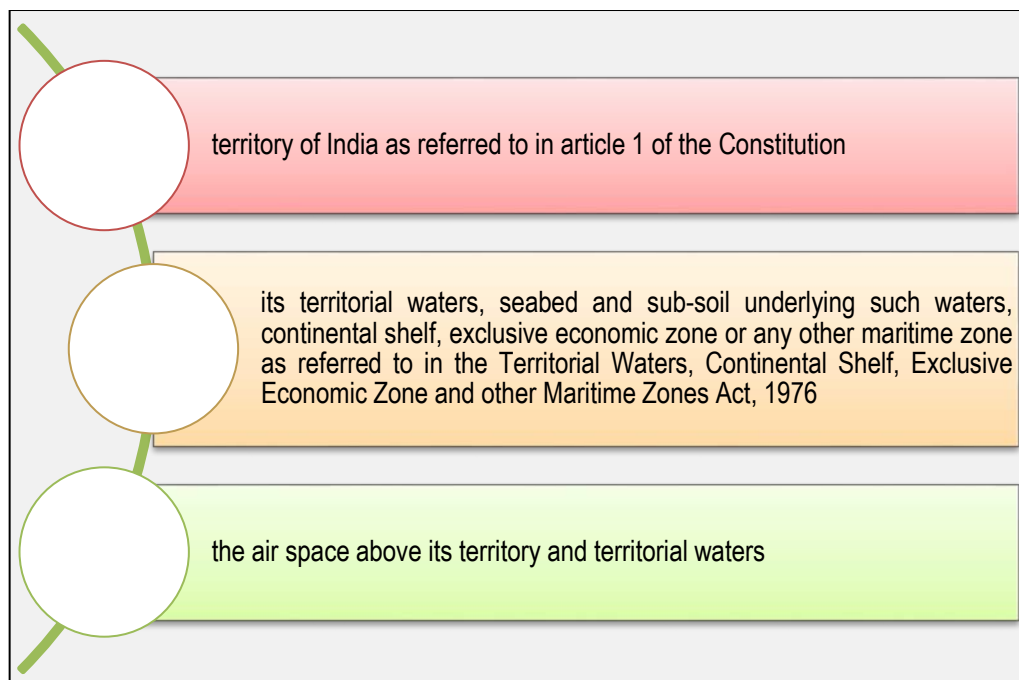 territory of India as referred to in article 1 of the Constitution
its territorial waters, seabed and sub-soil underlying such waters,
continental shelf, exclusive economic zone or any other maritime zone
as referred to in the Territorial Waters, Continental Shelf, Exclusive
Economic Zone and other Maritime Zones Act, 1976
the air space above its territory and territorial waters